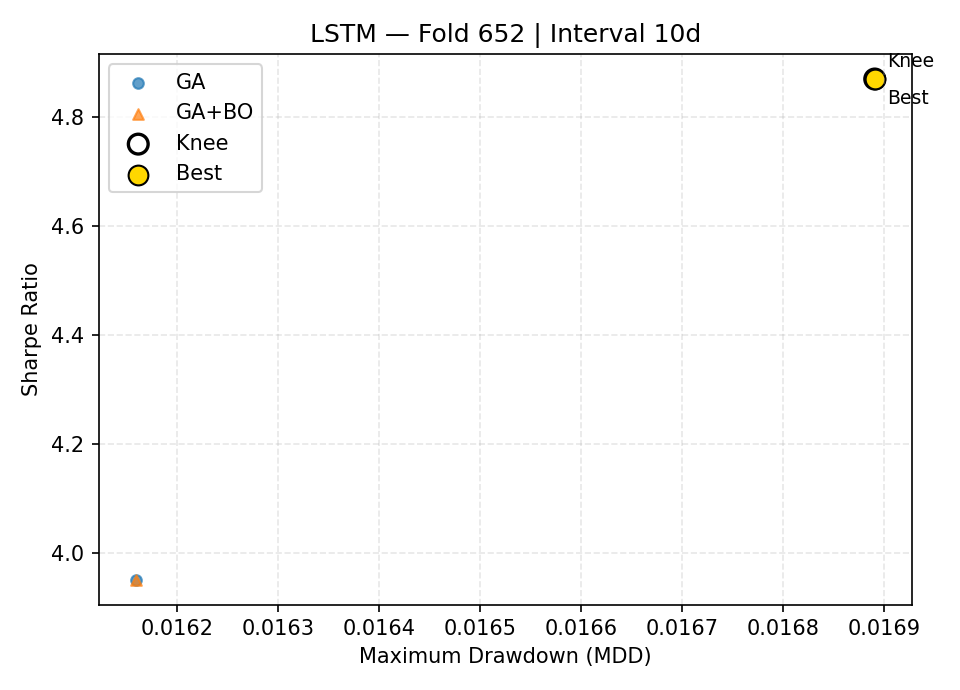 LSTM — Fold 652 | Interval 10d
GA
GA+BO
Knee
Best
Knee
Best
4.8
4.6
4.4
4.2
4.0
Sharpe Ratio
0.0162 0.0163 0.0164 0.0165 0.0166 0.0167 0.0168 0.0169
Maximum Drawdown (MDD)